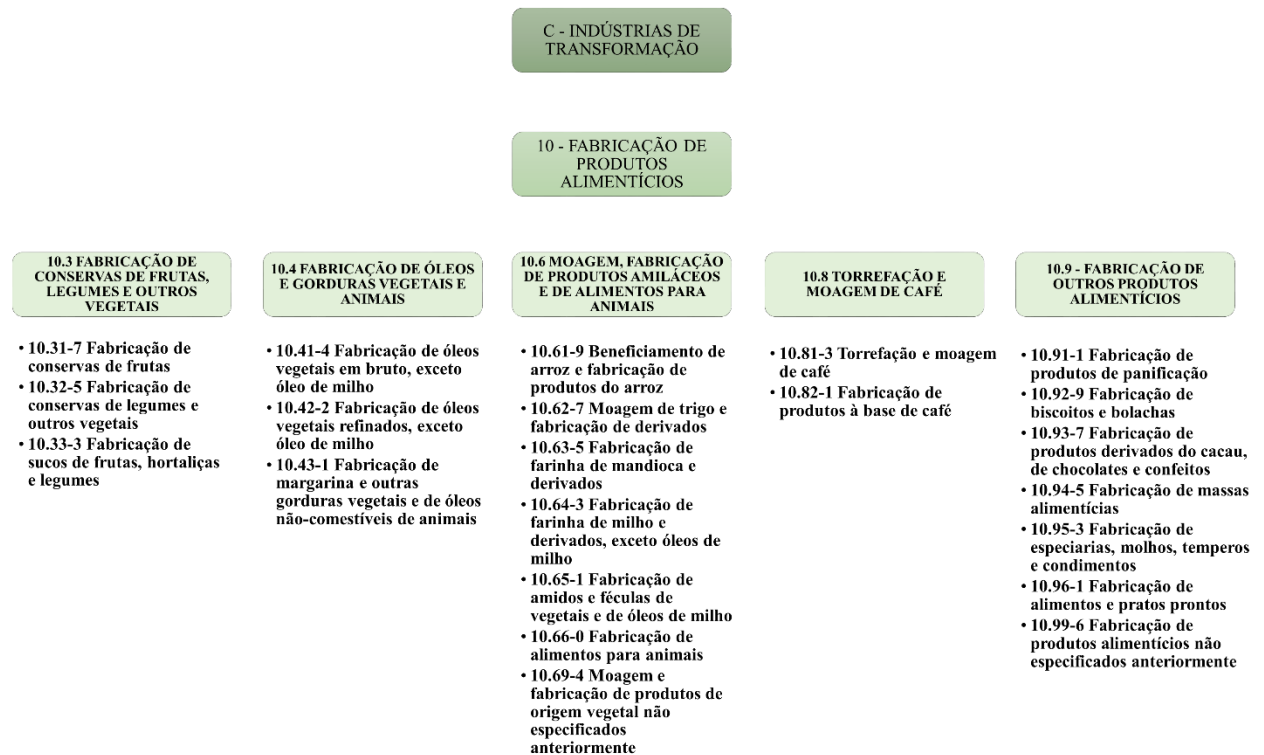 C - INDÚSTRIAS DE
TRANSFORMAÇÃO
10 - FABRICAÇÃO DE
PRODUTOS
ALIMENTÍCIOS
10.3 FABRICAÇÃO DE
CONSERVAS DE FRUTAS,
LEGUMES E OUTROS
VEGETAIS
• 10.31-7 Fabricação de
conservas de frutas
• 10.32-5 Fabricação de
conservas de legumes e
outros vegetais
• 10.33-3 Fabricação de
sucos de frutas, hortaliças
e legumes
10.4 FABRICAÇÃO DE ÓLEOS
E GORDURAS VEGETAIS E
ANIMAIS
• 10.41-4 Fabricação de óleos
vegetais em bruto, exceto
óleo de milho
• 10.42-2 Fabricação de óleos
vegetais refinados, exceto
óleo de milho
• 10.43-1 Fabricação de
margarina e outras
gorduras vegetais e de óleos
não-comestíveis de animais
10.6 MOAGEM, FABRICAÇÃO
DE PRODUTOS AMILÁCEOS
E DE ALIMENTOS PARA
ANIMAIS
• 10.61-9 Beneficiamento de
arroz e fabricação de
produtos do arroz
• 10.62-7 Moagem de trigo e
fabricação de derivados
• 10.63-5 Fabricação de
farinha de mandioca e
derivados
• 10.64-3 Fabricação de
farinha de milho e
derivados, exceto óleos de
milho
• 10.65-1 Fabricação de
amidos e féculas de
vegetais e de óleos de milho
• 10.66-0 Fabricação de
alimentos para animais
• 10.69-4 Moagem e
fabricação de produtos de
origem vegetal não
especificados
anteriormente
10.8 TORREFAÇÃO E
MOAGEM DE CAFÉ
• 10.81-3 Torrefação e moagem
de café
• 10.82-1 Fabricação de
produtos à base de café
10.9 - FABRICAÇÃO DE
OUTROS PRODUTOS
ALIMENTÍCIOS
• 10.91-1 Fabricação de
produtos de panificação
• 10.92-9 Fabricação de
biscoitos e bolachas
• 10.93-7 Fabricação de
produtos derivados do cacau,
de chocolates e confeitos
• 10.94-5 Fabricação de massas
alimentícias
• 10.95-3 Fabricação de
especiarias, molhos, temperos
e condimentos
• 10.96-1 Fabricação de
alimentos e pratos prontos
• 10.99-6 Fabricação de
produtos alimentícios não
especificados anteriormente